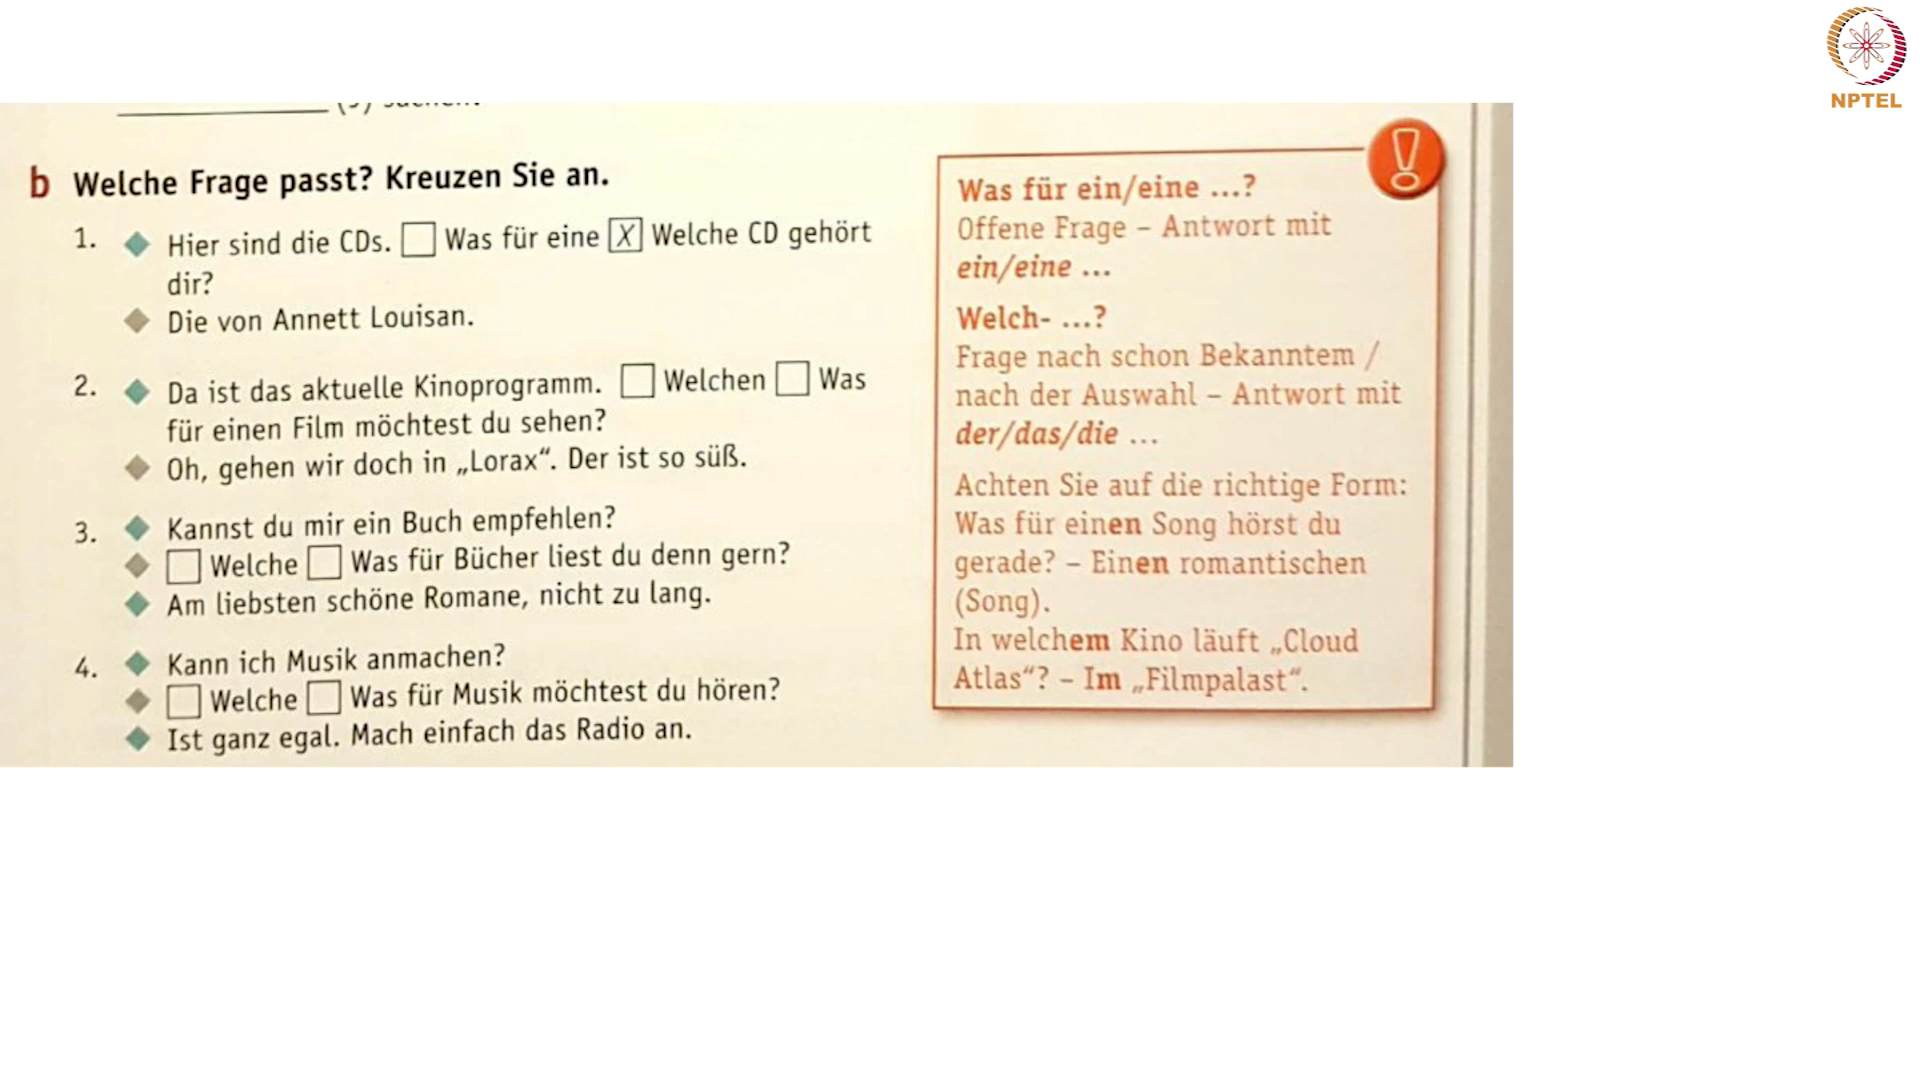 NPTEL
b Welche Frage passt? Kreuzen Sie an.
1. Hier sind die CDs. Was für eine X Welche CD gehört
dir?
Die von Annett Louisan.
2. Da ist das aktuelle Kinoprogramm. Welchen Was
für einen Film möchtest du sehen?
Oh, gehen wir doch in „Lorax“. Der ist so süß.
3. Kannst du mir ein Buch empfehlen?
Welche Was für Bücher liest du denn gern?
Am liebsten schöne Romane, nicht zu lang.
4. Kann ich Musik anmachen?
Welche Was für Musik möchtest du hören?
Ist ganz egal. Mach einfach das Radio an.
Was für ein/eine ...?
Offene Frage – Antwort mit
ein/eine ...
Welch- ...?
Frage nach schon Bekanntem /
nach der Auswahl – Antwort mit
der/das/die ...
Achten Sie auf die richtige Form:
Was für einen Song hörst du
gerade? – Einen romantischen
(Song).
In welchem Kino läuft „Cloud
Atlas“? – Im „Filmpalast“.